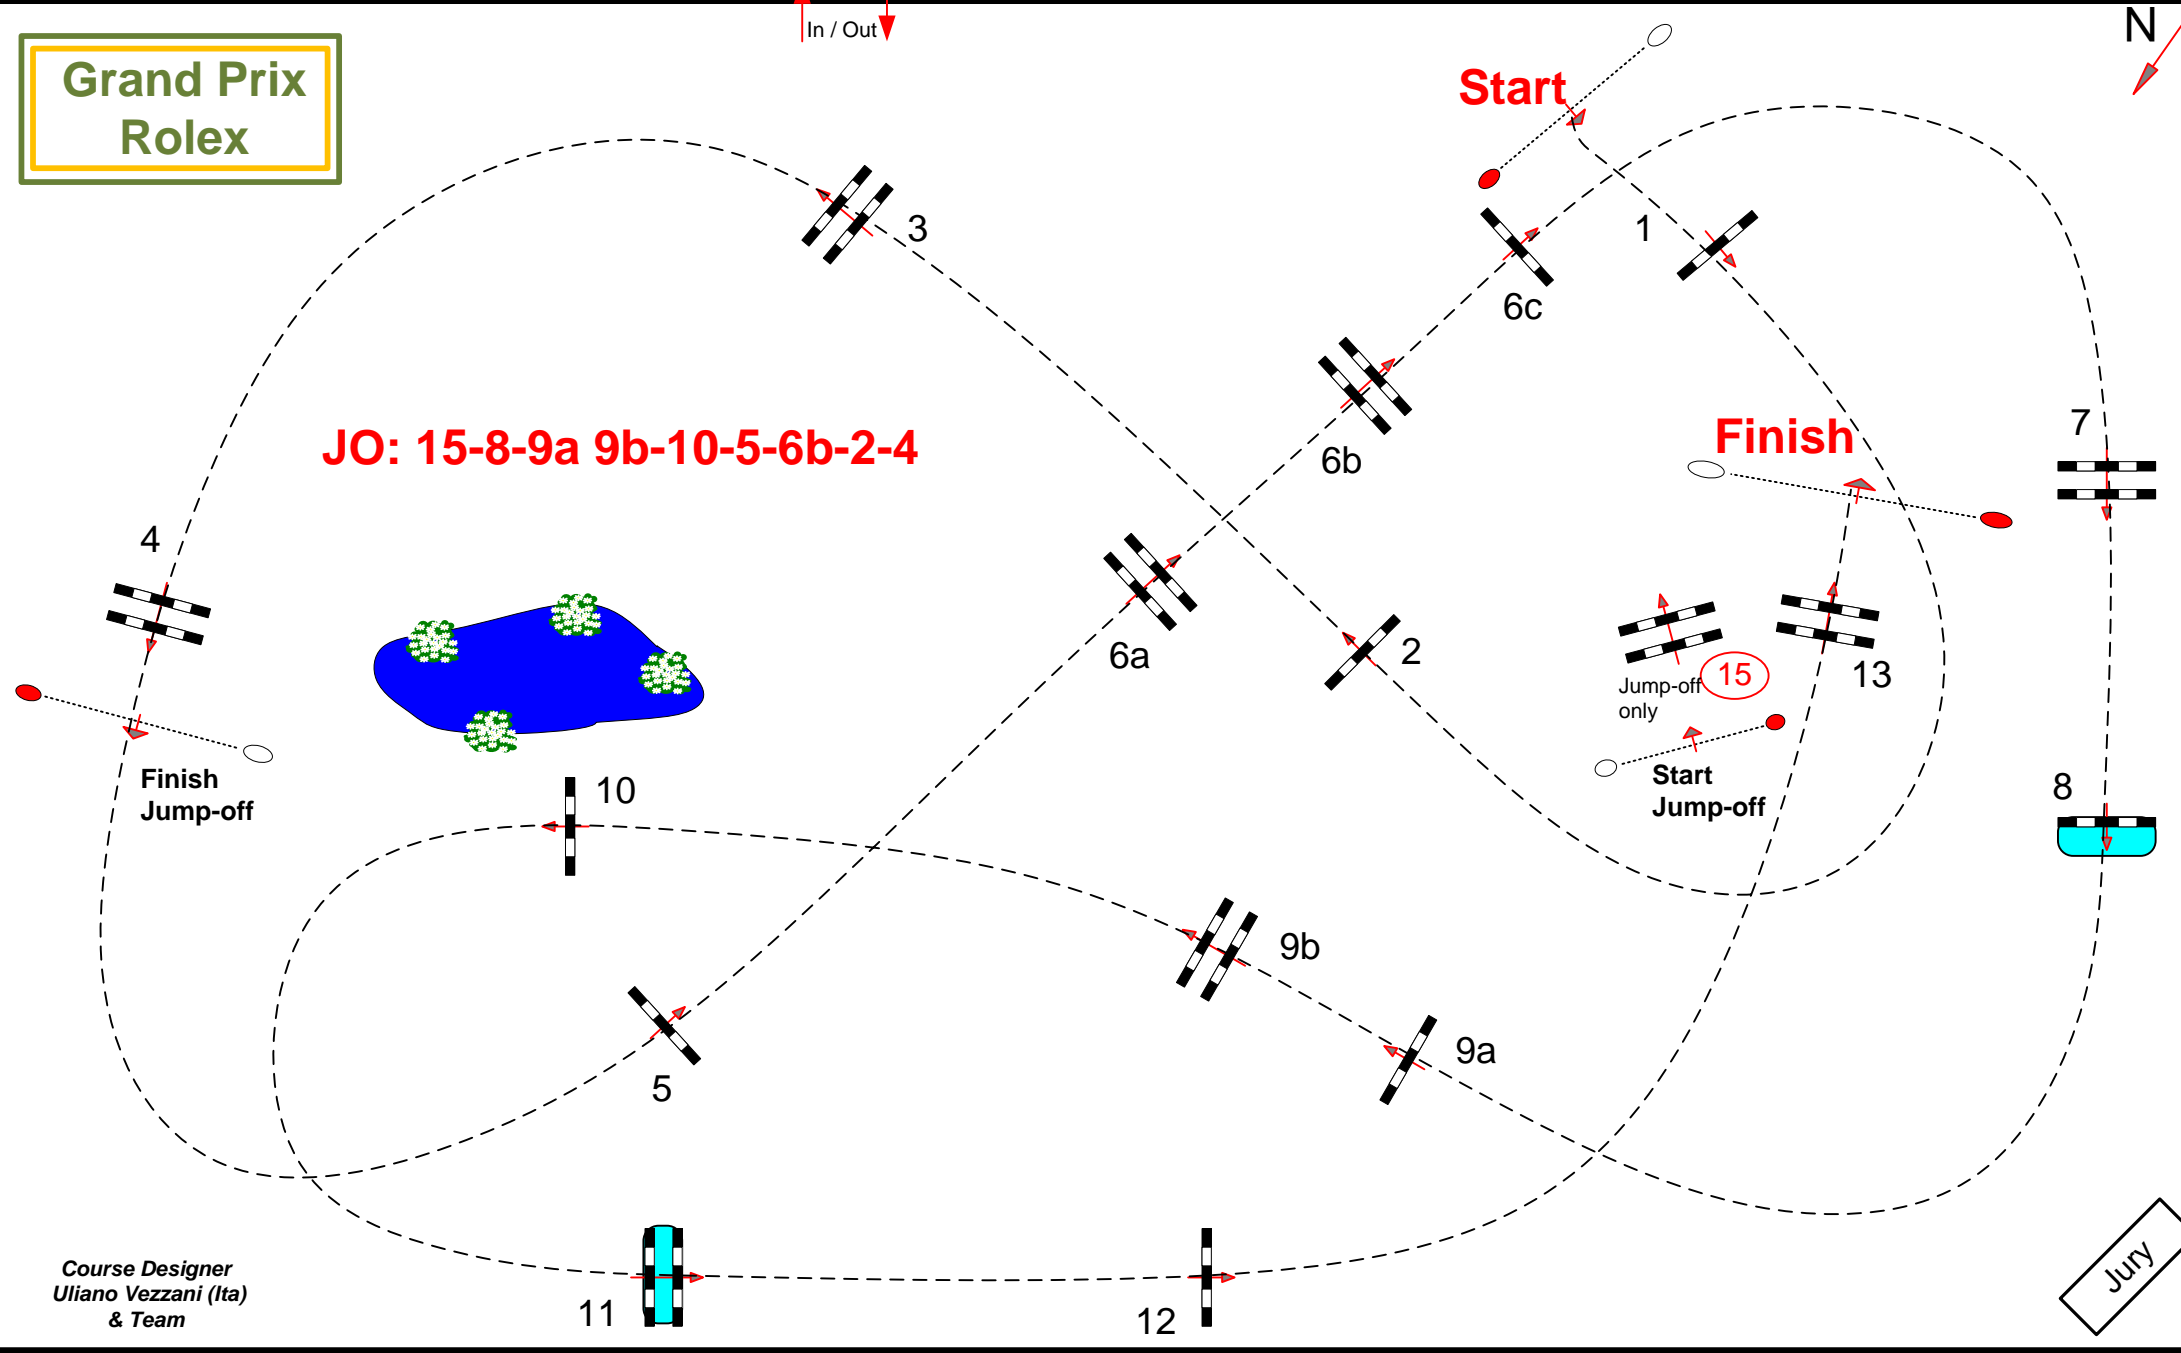 In / Out
N
Grand Prix
Rolex
Start
3
1
6c
JO: 15-8-9a 9b-10-5-6b-2-4
Finish
7
6b
4
6a
2
15
13
Jump-off
only
Finish
Jump-off
Start
Jump-off
10
8
9b
9a
5
Course Designer
Uliano Vezzani (Ita)
& Team
11
12
Jury